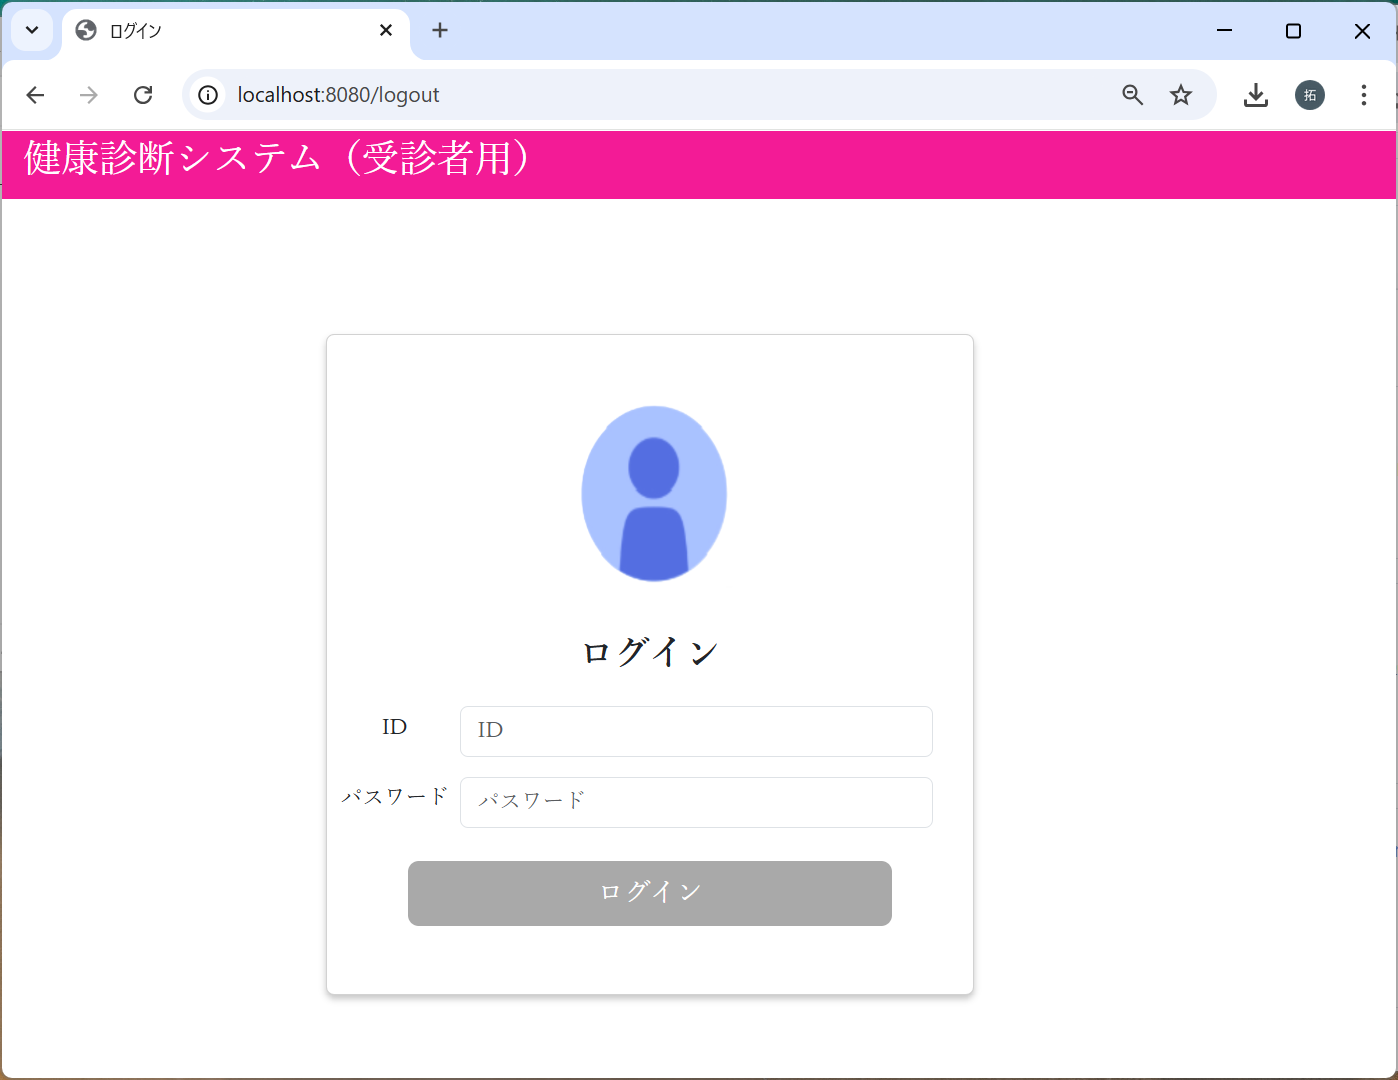 ログイン
localhost:8080/logout
拓
健康診断システム（受診者用）
ログイン
ID
ID
パスワード
パスワード
ログイン